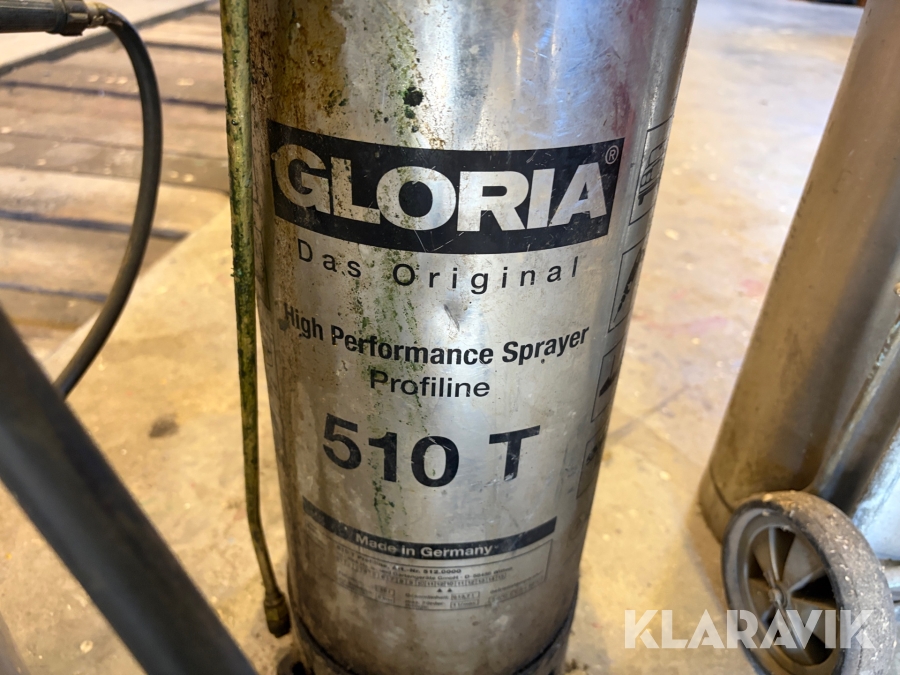 GLORIA®
Das Original
High Performance Sprayer
Profiline
510 T
Made in Germany
KLARAVIK